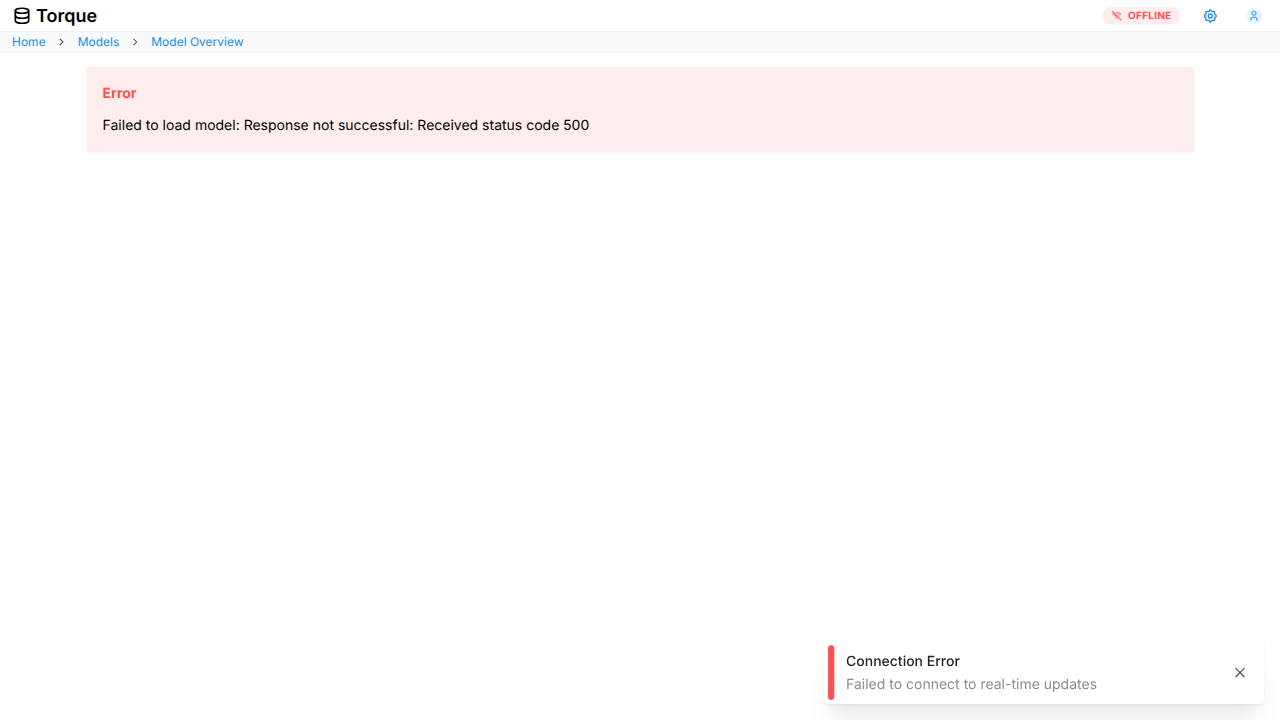 Torque
OFFLINE
Home > Models > Model Overview
Error
Failed to load model: Response not successful: Received status code 500
Connection Error
Failed to connect to real-time updates